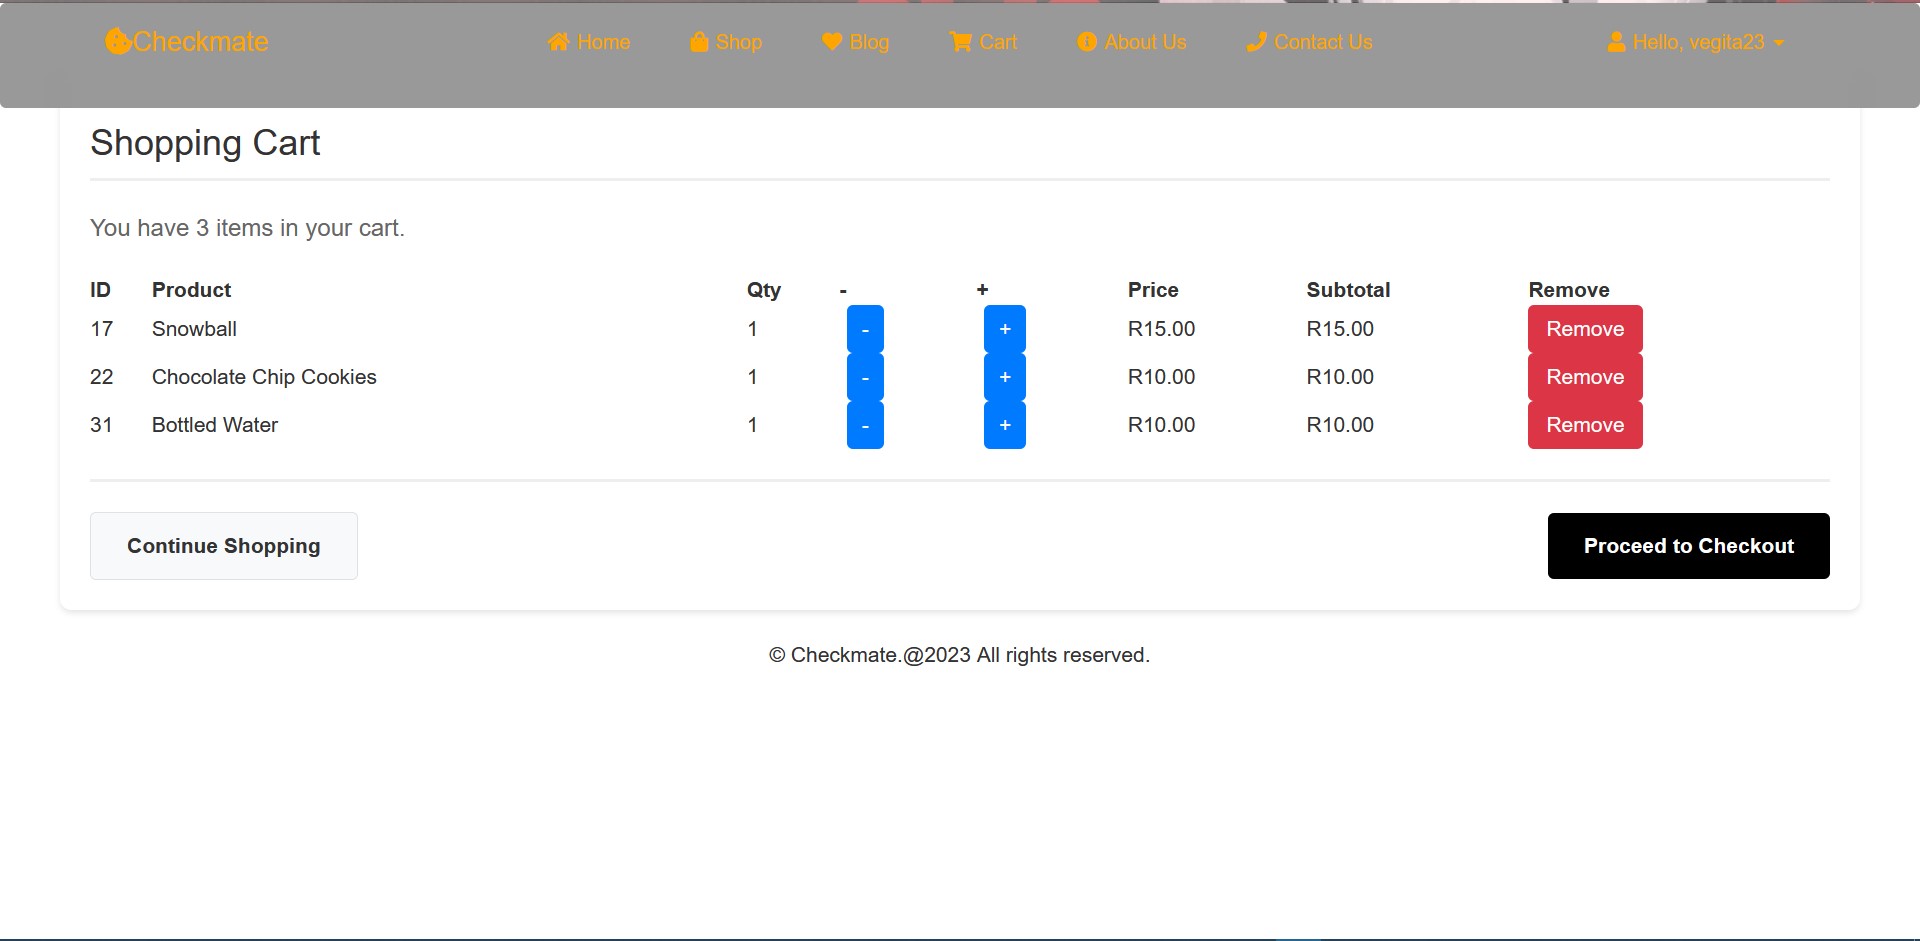 Checkmate Home Shop Blog Cart About Us Contact Us Hello, vegita23
Shopping Cart
You have 3 items in your cart.
ID Product Qty - + Price Subtotal Remove
17 Snowball 1 - + R15.00 R15.00 Remove
22 Chocolate Chip Cookies 1 - + R10.00 R10.00 Remove
31 Bottled Water 1 - + R10.00 R10.00 Remove
Continue Shopping Proceed to Checkout
© Checkmate.@2023 All rights reserved.